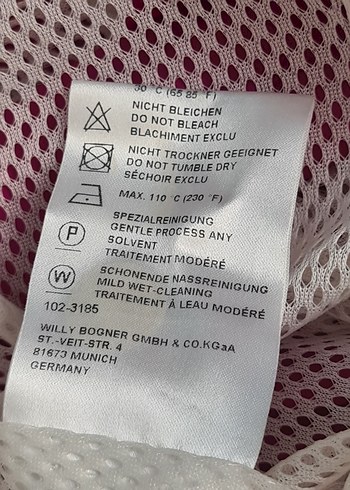 30 °C (65 85 °F)
NICHT BLEICHEN
DO NOT BLEACH
BLACHIMENT EXCLU
NICHT TROCKNER GEEIGNET
DO NOT TUMBLE DRY
SÉCHOIR EXCLU
MAX. 110 °C (230 °F)
SPEZIALREINIGUNG
GENTLE PROCESS ANY
SOLVENT
TRAITEMENT MODÉRÉ
P
SCHONENDE NASSREINIGUNG
MILD WET-CLEANING
TRAITEMENT À LEAU MODÉRÉ
W
102-3185
WILLY BOGNER GMBH & CO.KGaA
ST.-VEIT-STR. 4
81673 MUNICH
GERMANY